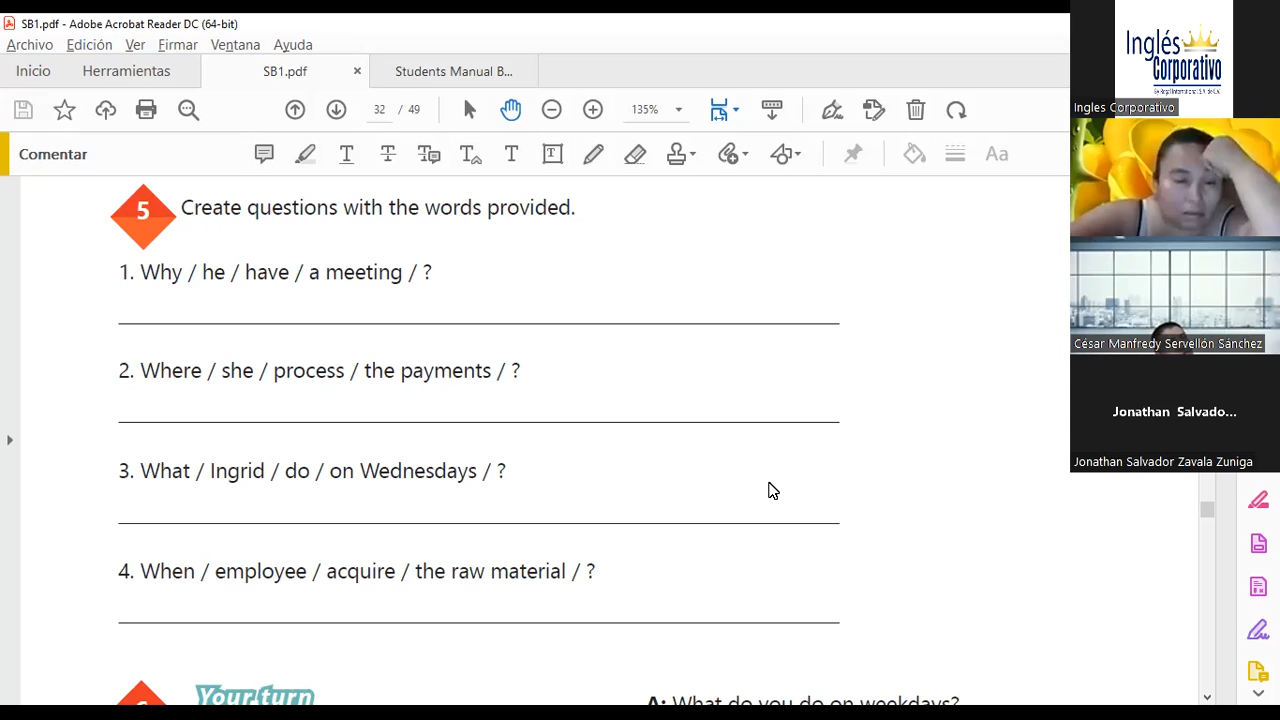 SB1.pdf - Adobe Acrobat Reader DC (64-bit)
Archivo Edición Ver Firmar Ventana Ayuda
Inicio Herramientas SB1.pdf × Students Manual B...
32 / 49 135%
Comentar
5 Create questions with the words provided.
1. Why / he / have / a meeting / ?
2. Where / she / process / the payments / ?
3. What / Ingrid / do / on Wednesdays / ?
4. When / employee / acquire / the raw material / ?
Your turn
A: What do you do on weekdays?
Inglés
Corporativo
Ingles Corporativo
César Manfredy Servellón Sánchez
Jonathan Salvado...
Jonathan Salvador Zavala Zuniga